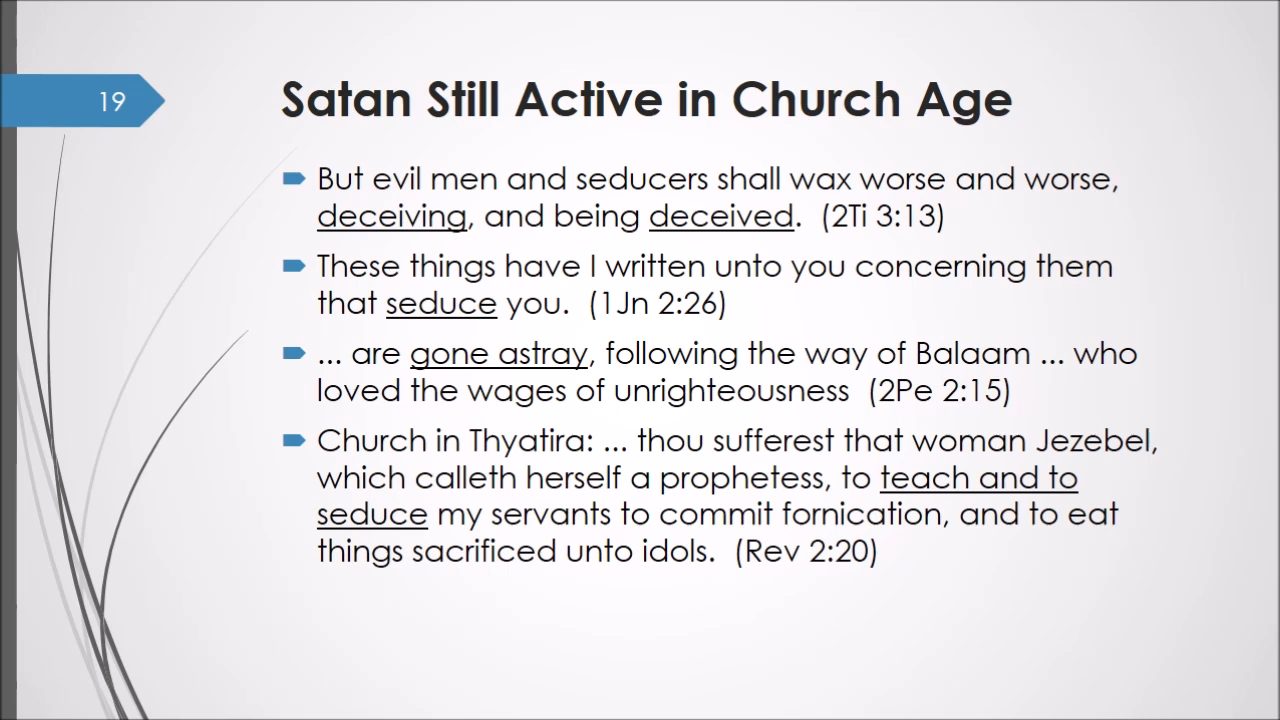 19
Satan Still Active in Church Age
But evil men and seducers shall wax worse and worse,
deceiving, and being deceived.  (2Ti 3:13)
These things have I written unto you concerning them
that seduce you.  (1Jn 2:26)
... are gone astray, following the way of Balaam ... who
loved the wages of unrighteousness  (2Pe 2:15)
Church in Thyatira: ... thou sufferest that woman Jezebel,
which calleth herself a prophetess, to teach and to
seduce my servants to commit fornication, and to eat
things sacrificed unto idols.  (Rev 2:20)